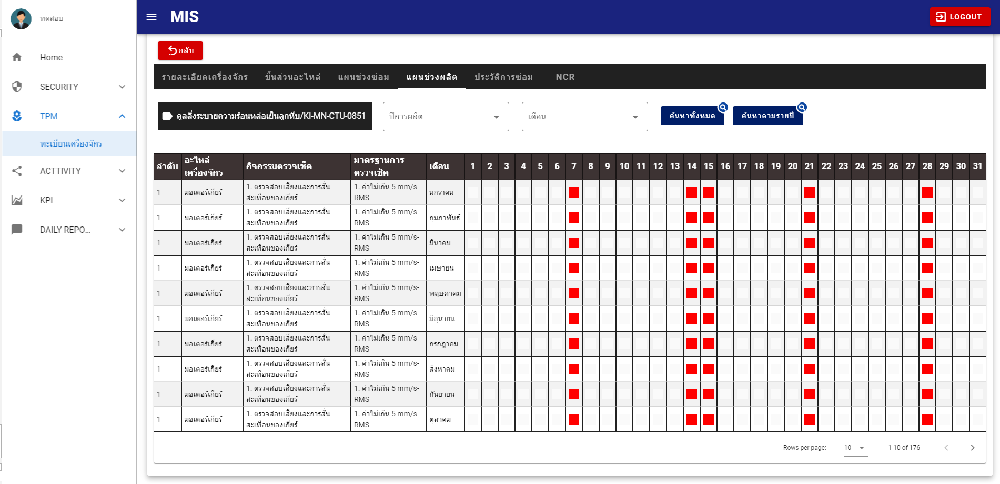 ทดสอบ
MIS
LOGOUT
Home
SECURITY
TPM
ทะเบียนเครื่องจักร
ACTTIVITY
KPI
DAILY REPO...
กลับ
รายละเอียดเครื่องจักร ชิ้นส่วนอะไหล่ แผนช่วงซ่อม แผนช่วงผลิต ประวัติการซ่อม NCR
คูลลิ่งระบายความร้อนหล่อเย็นลูกหีบ/KI-MN-CTU-0851 ปีการผลิต เดือน ค้นหาทั้งหมด ค้นหาตามรายปี
ลำดับ อะไหล่เครื่องจักร กิจกรรมตรวจเช็ค มาตรฐานการตรวจเช็ค เดือน 1 2 3 4 5 6 7 8 9 10 11 12 13 14 15 16 17 18 19 20 21 22 23 24 25 26 27 28 29 30 31
1 มอเตอร์เกียร์ 1. ตรวจสอบเสียงและการสั่นสะเทือนของเกียร์ 1. ค่าไม่เกิน 5 mm/s-RMS มกราคม
1 มอเตอร์เกียร์ 1. ตรวจสอบเสียงและการสั่นสะเทือนของเกียร์ 1. ค่าไม่เกิน 5 mm/s-RMS กุมภาพันธ์
1 มอเตอร์เกียร์ 1. ตรวจสอบเสียงและการสั่นสะเทือนของเกียร์ 1. ค่าไม่เกิน 5 mm/s-RMS มีนาคม
1 มอเตอร์เกียร์ 1. ตรวจสอบเสียงและการสั่นสะเทือนของเกียร์ 1. ค่าไม่เกิน 5 mm/s-RMS เมษายน
1 มอเตอร์เกียร์ 1. ตรวจสอบเสียงและการสั่นสะเทือนของเกียร์ 1. ค่าไม่เกิน 5 mm/s-RMS พฤษภาคม
1 มอเตอร์เกียร์ 1. ตรวจสอบเสียงและการสั่นสะเทือนของเกียร์ 1. ค่าไม่เกิน 5 mm/s-RMS มิถุนายน
1 มอเตอร์เกียร์ 1. ตรวจสอบเสียงและการสั่นสะเทือนของเกียร์ 1. ค่าไม่เกิน 5 mm/s-RMS กรกฎาคม
1 มอเตอร์เกียร์ 1. ตรวจสอบเสียงและการสั่นสะเทือนของเกียร์ 1. ค่าไม่เกิน 5 mm/s-RMS สิงหาคม
1 มอเตอร์เกียร์ 1. ตรวจสอบเสียงและการสั่นสะเทือนของเกียร์ 1. ค่าไม่เกิน 5 mm/s-RMS กันยายน
1 มอเตอร์เกียร์ 1. ตรวจสอบเสียงและการสั่นสะเทือนของเกียร์ 1. ค่าไม่เกิน 5 mm/s-RMS ตุลาคม
Rows per page: 10 1-10 of 176